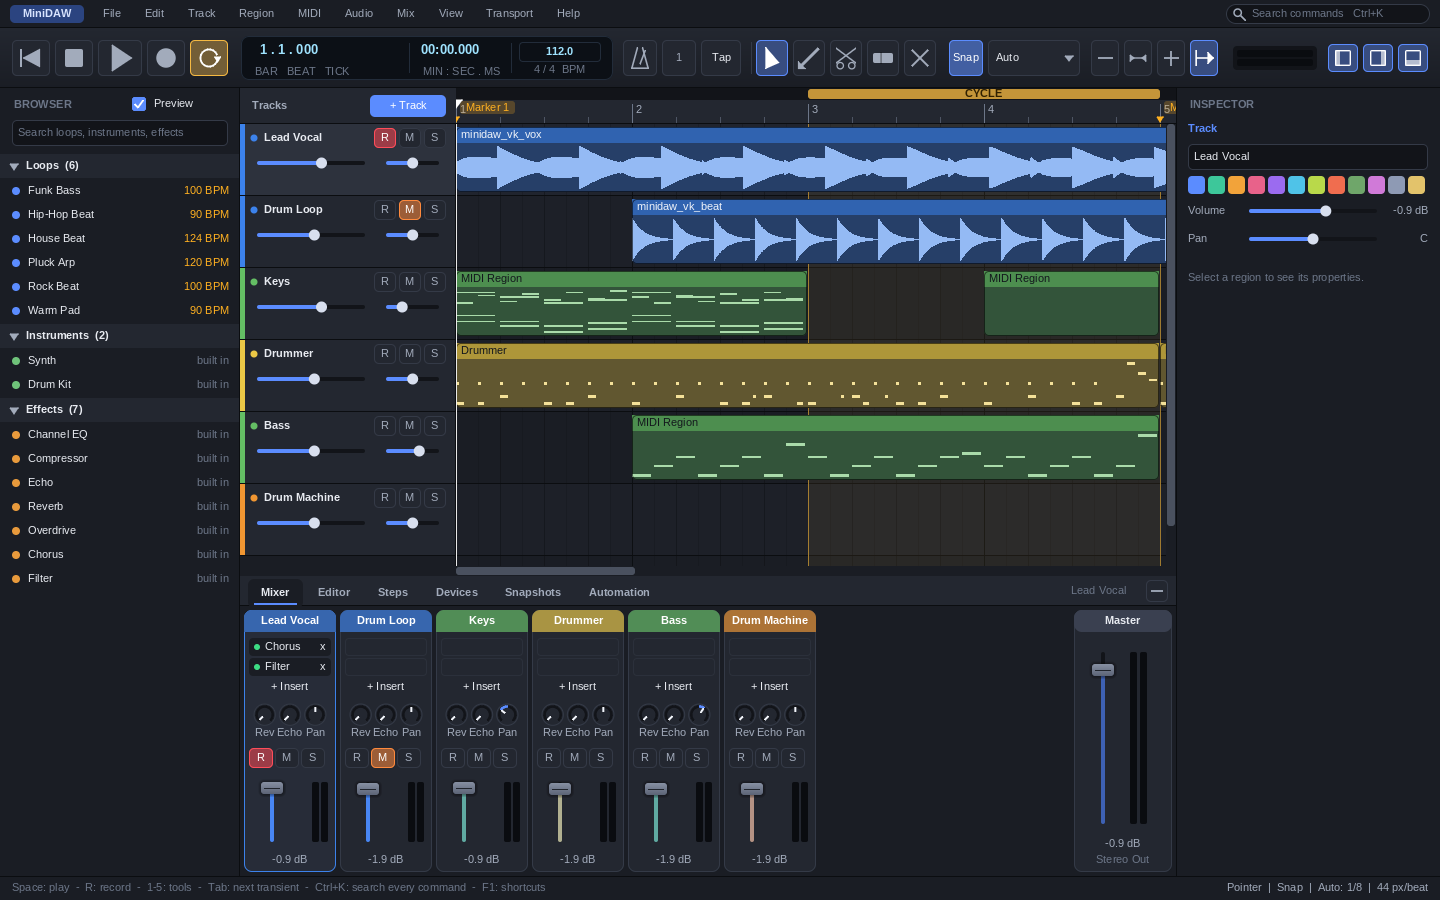 MiniDAW File Edit Track Region MIDI Audio Mix View Transport Help Search commands Ctrl+K
1 . 1 . 000 00:00.000 112.0
BAR BEAT TICK MIN : SEC . MS 4 / 4 BPM
1 Tap Snap Auto
BROWSER Preview
Search loops, instruments, effects
Loops (6)
Funk Bass 100 BPM
Hip-Hop Beat 90 BPM
House Beat 124 BPM
Pluck Arp 120 BPM
Rock Beat 100 BPM
Warm Pad 90 BPM
Instruments (2)
Synth built in
Drum Kit built in
Effects (7)
Channel EQ built in
Compressor built in
Echo built in
Reverb built in
Overdrive built in
Chorus built in
Filter built in
Tracks + Track
CYCLE
1 Marker 1 2 3 4 5 M
Lead Vocal R M S
minidaw_vk_vox
Drum Loop R M S
minidaw_vk_beat
Keys R M S
MIDI Region MIDI Region
Drummer R M S
Drummer
Bass R M S
MIDI Region
Drum Machine R M S
INSPECTOR
Track
Lead Vocal
Volume -0.9 dB
Pan C
Select a region to see its properties.
Mixer Editor Steps Devices Snapshots Automation Lead Vocal
Lead Vocal Drum Loop Keys Drummer Bass Drum Machine Master
Chorus x
Filter x
+ Insert + Insert + Insert + Insert + Insert + Insert
Rev Echo Pan Rev Echo Pan Rev Echo Pan Rev Echo Pan Rev Echo Pan Rev Echo Pan
R M S R M S R M S R M S R M S R M S
-0.9 dB -1.9 dB -0.9 dB -1.9 dB -1.9 dB -1.9 dB -0.9 dB
Stereo Out
Space: play - R: record - 1-5: tools - Tab: next transient - Ctrl+K: search every command - F1: shortcuts
Pointer | Snap | Auto: 1/8 | 44 px/beat